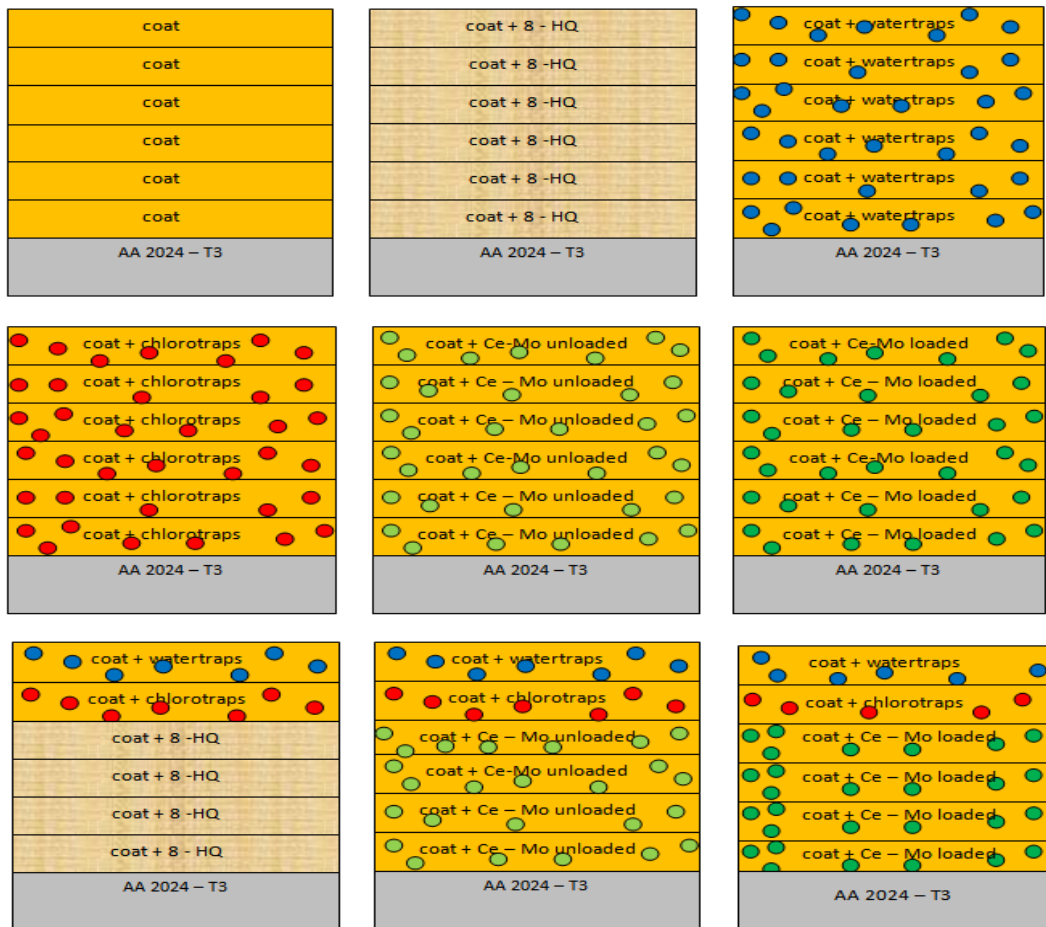 coat
coat
coat
coat
coat
coat
AA 2024 – T3
coat + 8 - HQ
coat + 8 -HQ
coat + 8 -HQ
coat + 8 -HQ
coat + 8 -HQ
coat + 8 - HQ
AA 2024 – T3
coat + watertraps
coat + watertraps
coat + watertraps
coat + watertraps
coat + watertraps
coat + watertraps
AA 2024 – T3
coat + chlorotraps
coat + chlorotraps
coat + chlorotraps
coat + chlorotraps
coat + chlorotraps
coat + chlorotraps
AA 2024 – T3
coat + Ce-Mo unloaded
coat + Ce – Mo unloaded
coat + Ce – Mo unloaded
coat + Ce-Mo unloaded
coat + Ce – Mo unloaded
coat + Ce – Mo unloaded
AA 2024 – T3
coat + Ce-Mo loaded
coat + Ce – Mo loaded
coat + Ce – Mo loaded
coat + Ce-Mo loaded
coat + Ce – Mo loaded
coat + Ce – Mo loaded
AA 2024 – T3
coat + watertraps
coat + chlorotraps
coat + 8 -HQ
coat + 8 -HQ
coat + 8 -HQ
coat + 8 - HQ
AA 2024 – T3
coat + watertraps
coat + chlorotraps
coat + Ce – Mo unloaded
coat + Ce-Mo unloaded
coat + Ce – Mo unloaded
coat + Ce – Mo unloaded
AA 2024 – T3
coat + watertraps
coat + chlorotraps
coat + Ce – Mo loaded
coat + Ce – Mo loaded
coat + Ce – Mo loaded
coat + Ce – Mo loaded
AA 2024 – T3